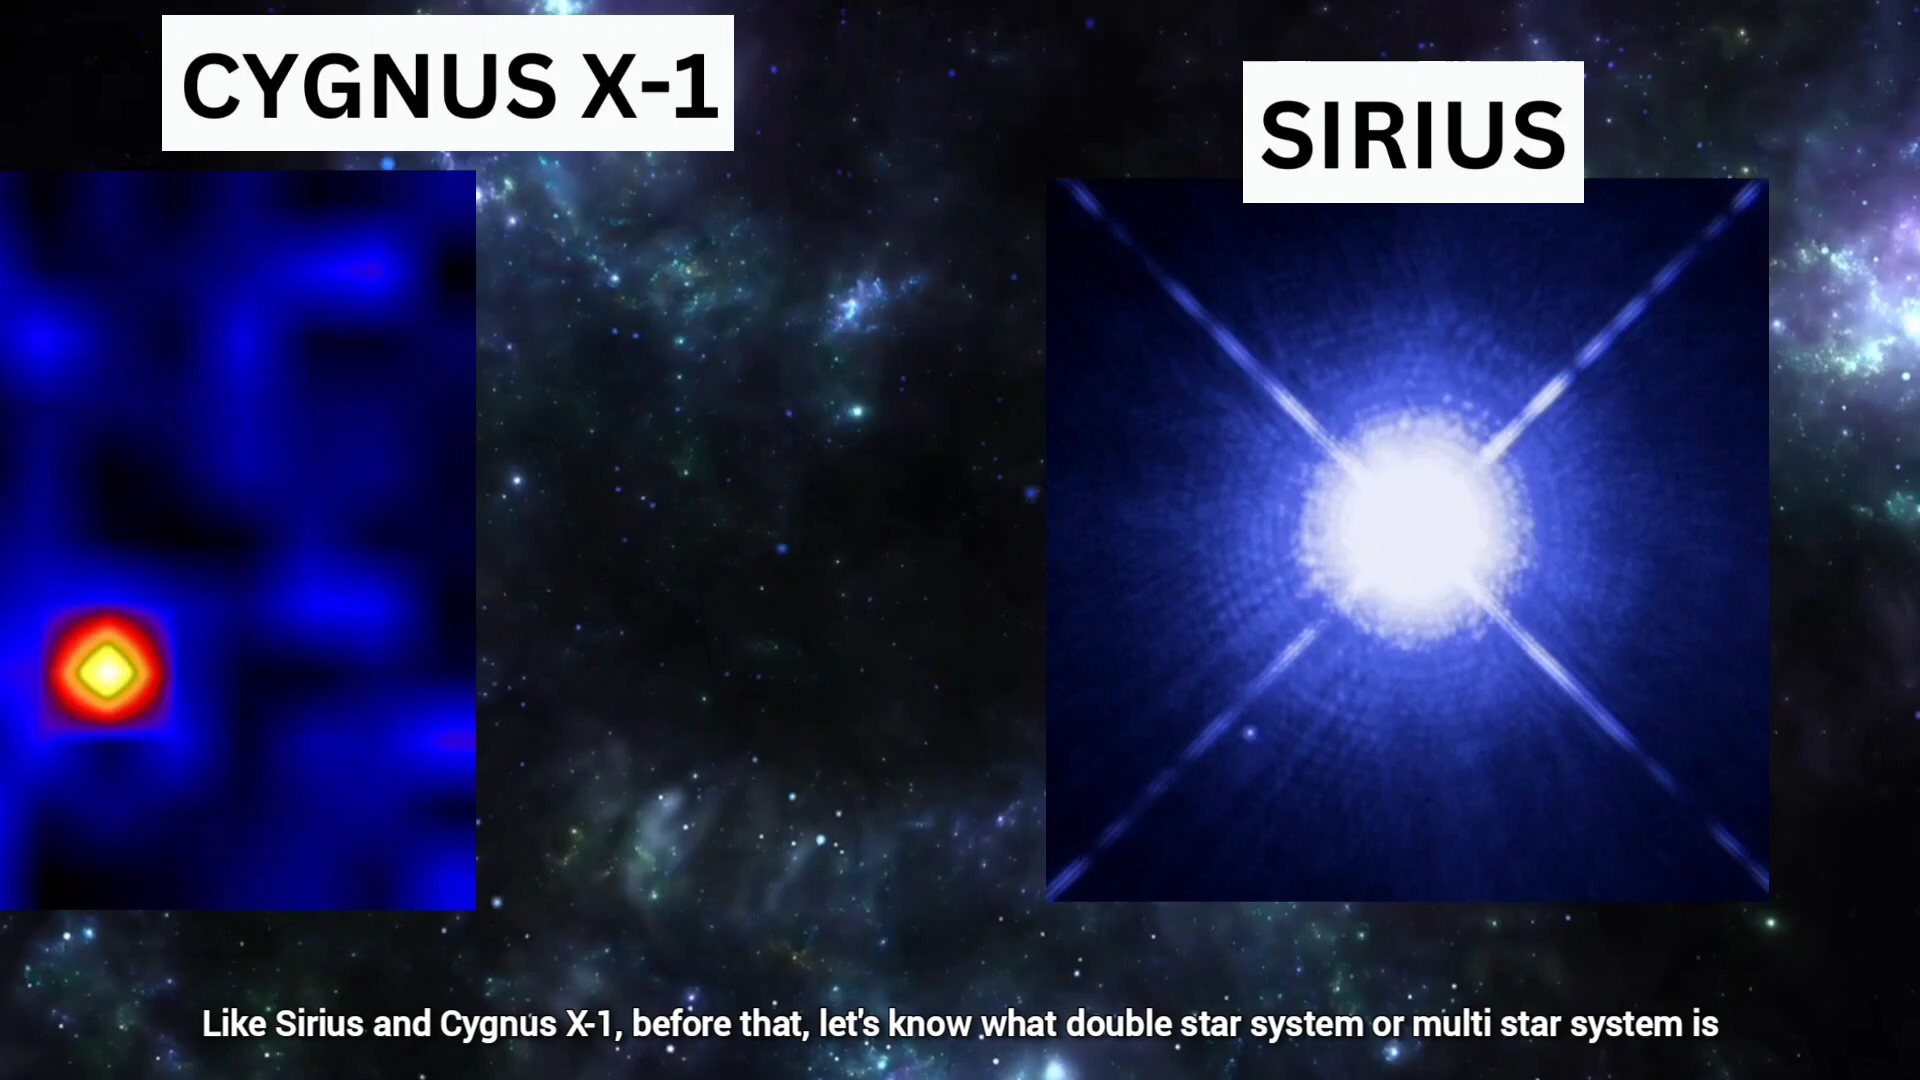 CYGNUS X-1
SIRIUS
Like Sirius and Cygnus X-1, before that, let's know what double star system or multi star system is